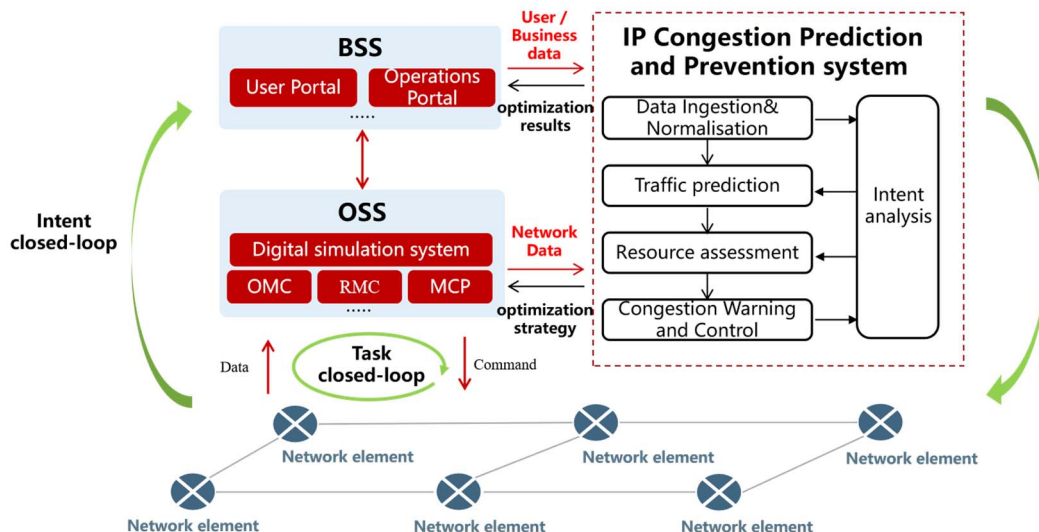 BSS
User Portal
Operations
Portal
.....
User /
Business
data
optimization
results
IP Congestion Prediction
and Prevention system
Data Ingestion&
Normalisation
Traffic prediction
Resource assessment
Congestion Warning
and Control
Intent
analysis
Intent
closed-loop
OSS
Digital simulation system
OMC
RMC
MCP
.....
Network
Data
optimization
strategy
Data
Task
closed-loop
Command
Network element
Network element
Network element
Network element
Network element
Network element